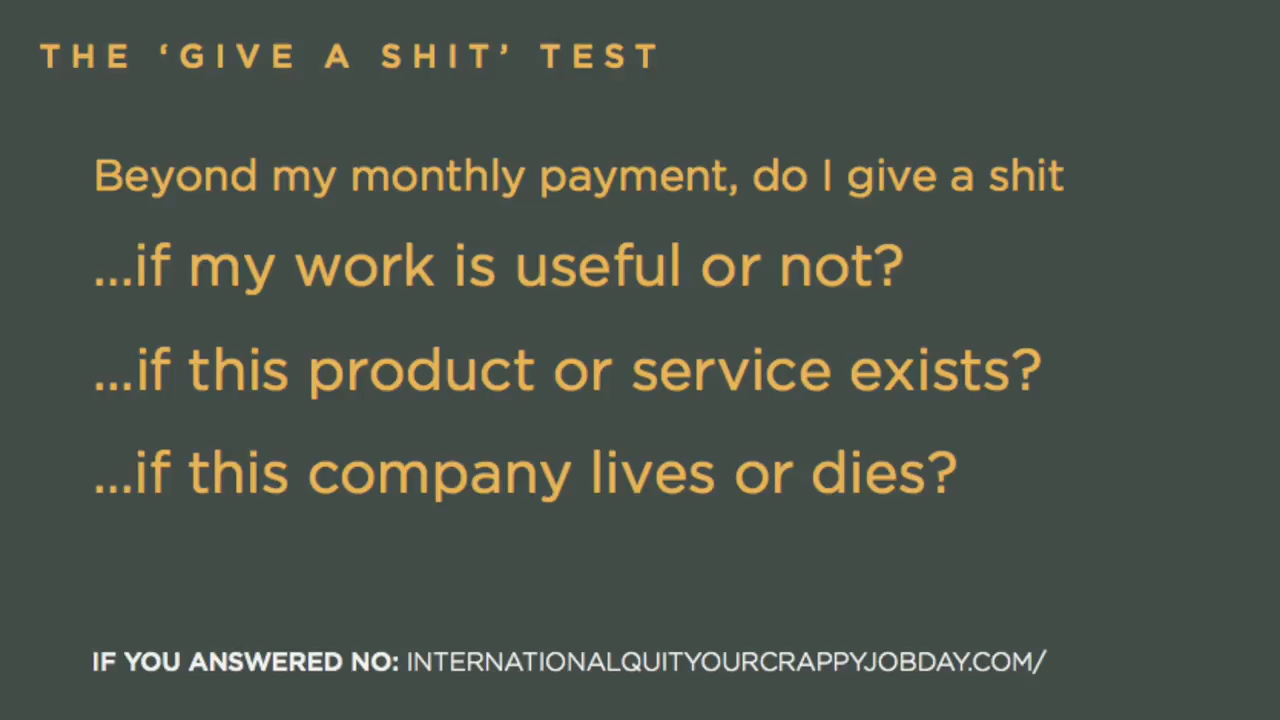 THE ‘GIVE A SHIT’ TEST
Beyond my monthly payment, do I give a shit
...if my work is useful or not?
...if this product or service exists?
...if this company lives or dies?
IF YOU ANSWERED NO: INTERNATIONALQUITYOURCRAPPYJOBDAY.COM/